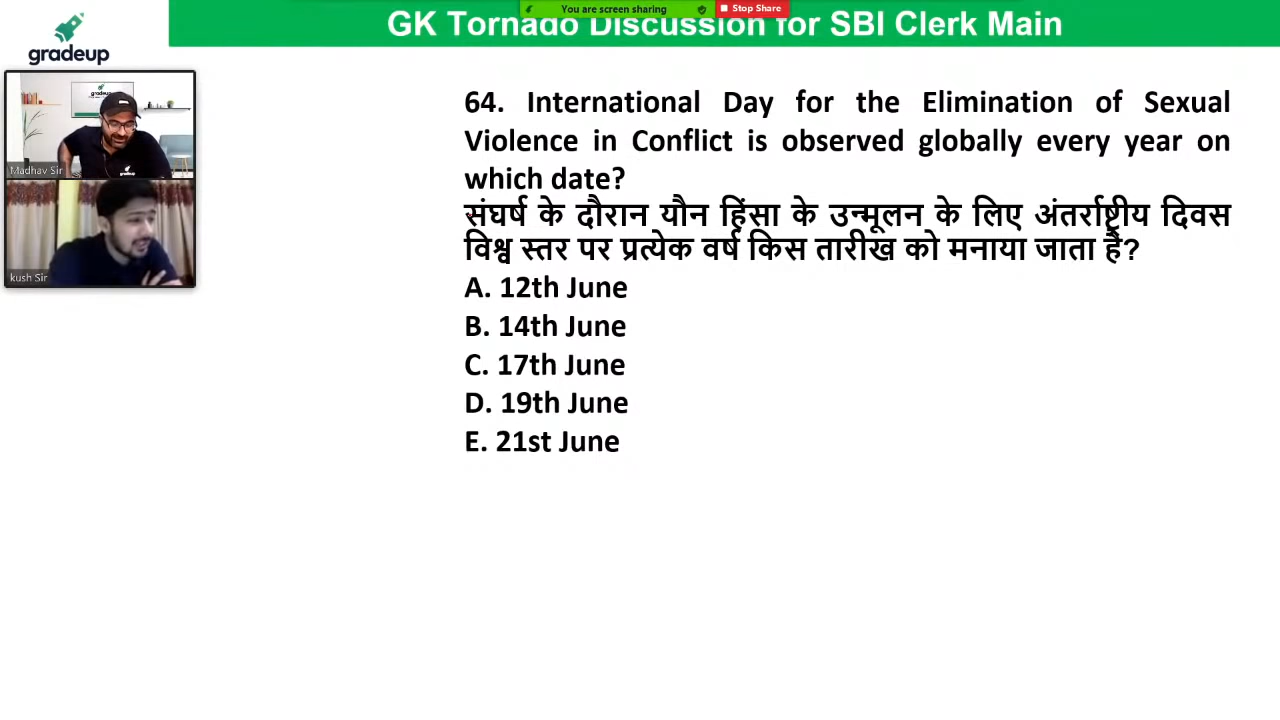 GK Tornado Discussion for SBI Clerk Main
You are screen sharing
Stop Share
gradeup
gradeup
Madhav Sir
kush Sir
64. International Day for the Elimination of Sexual
Violence in Conflict is observed globally every year on
which date?
संघर्ष के दौरान यौन हिंसा के उन्मूलन के लिए अंतर्राष्ट्रीय दिवस
विश्व स्तर पर प्रत्येक वर्ष किस तारीख को मनाया जाता है?
A. 12th June
B. 14th June
C. 17th June
D. 19th June
E. 21st June